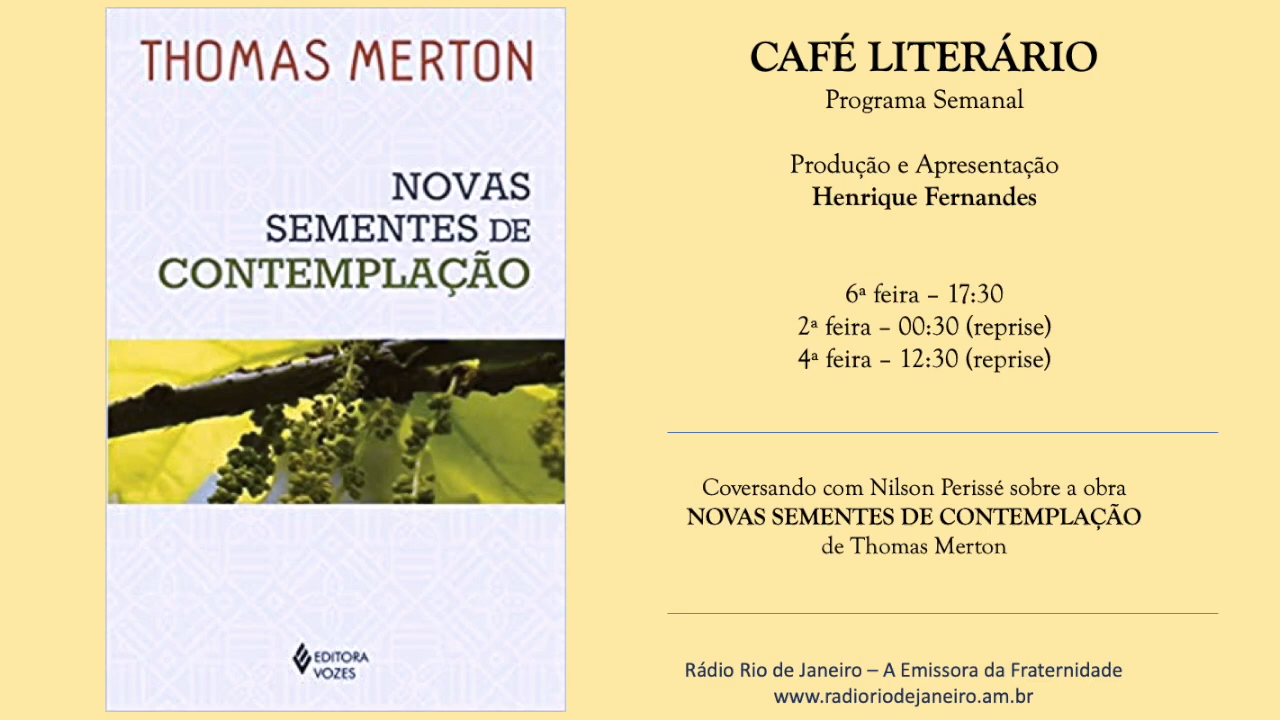 THOMAS MERTON
NOVAS
SEMENTES DE
CONTEMPLAÇÃO
EDITORA
VOZES
CAFÉ LITERÁRIO
Programa Semanal
Produção e Apresentação
Henrique Fernandes
6ª feira – 17:30
2ª feira – 00:30 (reprise)
4ª feira – 12:30 (reprise)
Coversando com Nilson Perissé sobre a obra
NOVAS SEMENTES DE CONTEMPLAÇÃO
de Thomas Merton
Rádio Rio de Janeiro – A Emissora da Fraternidade
www.radioriodejaneiro.am.br